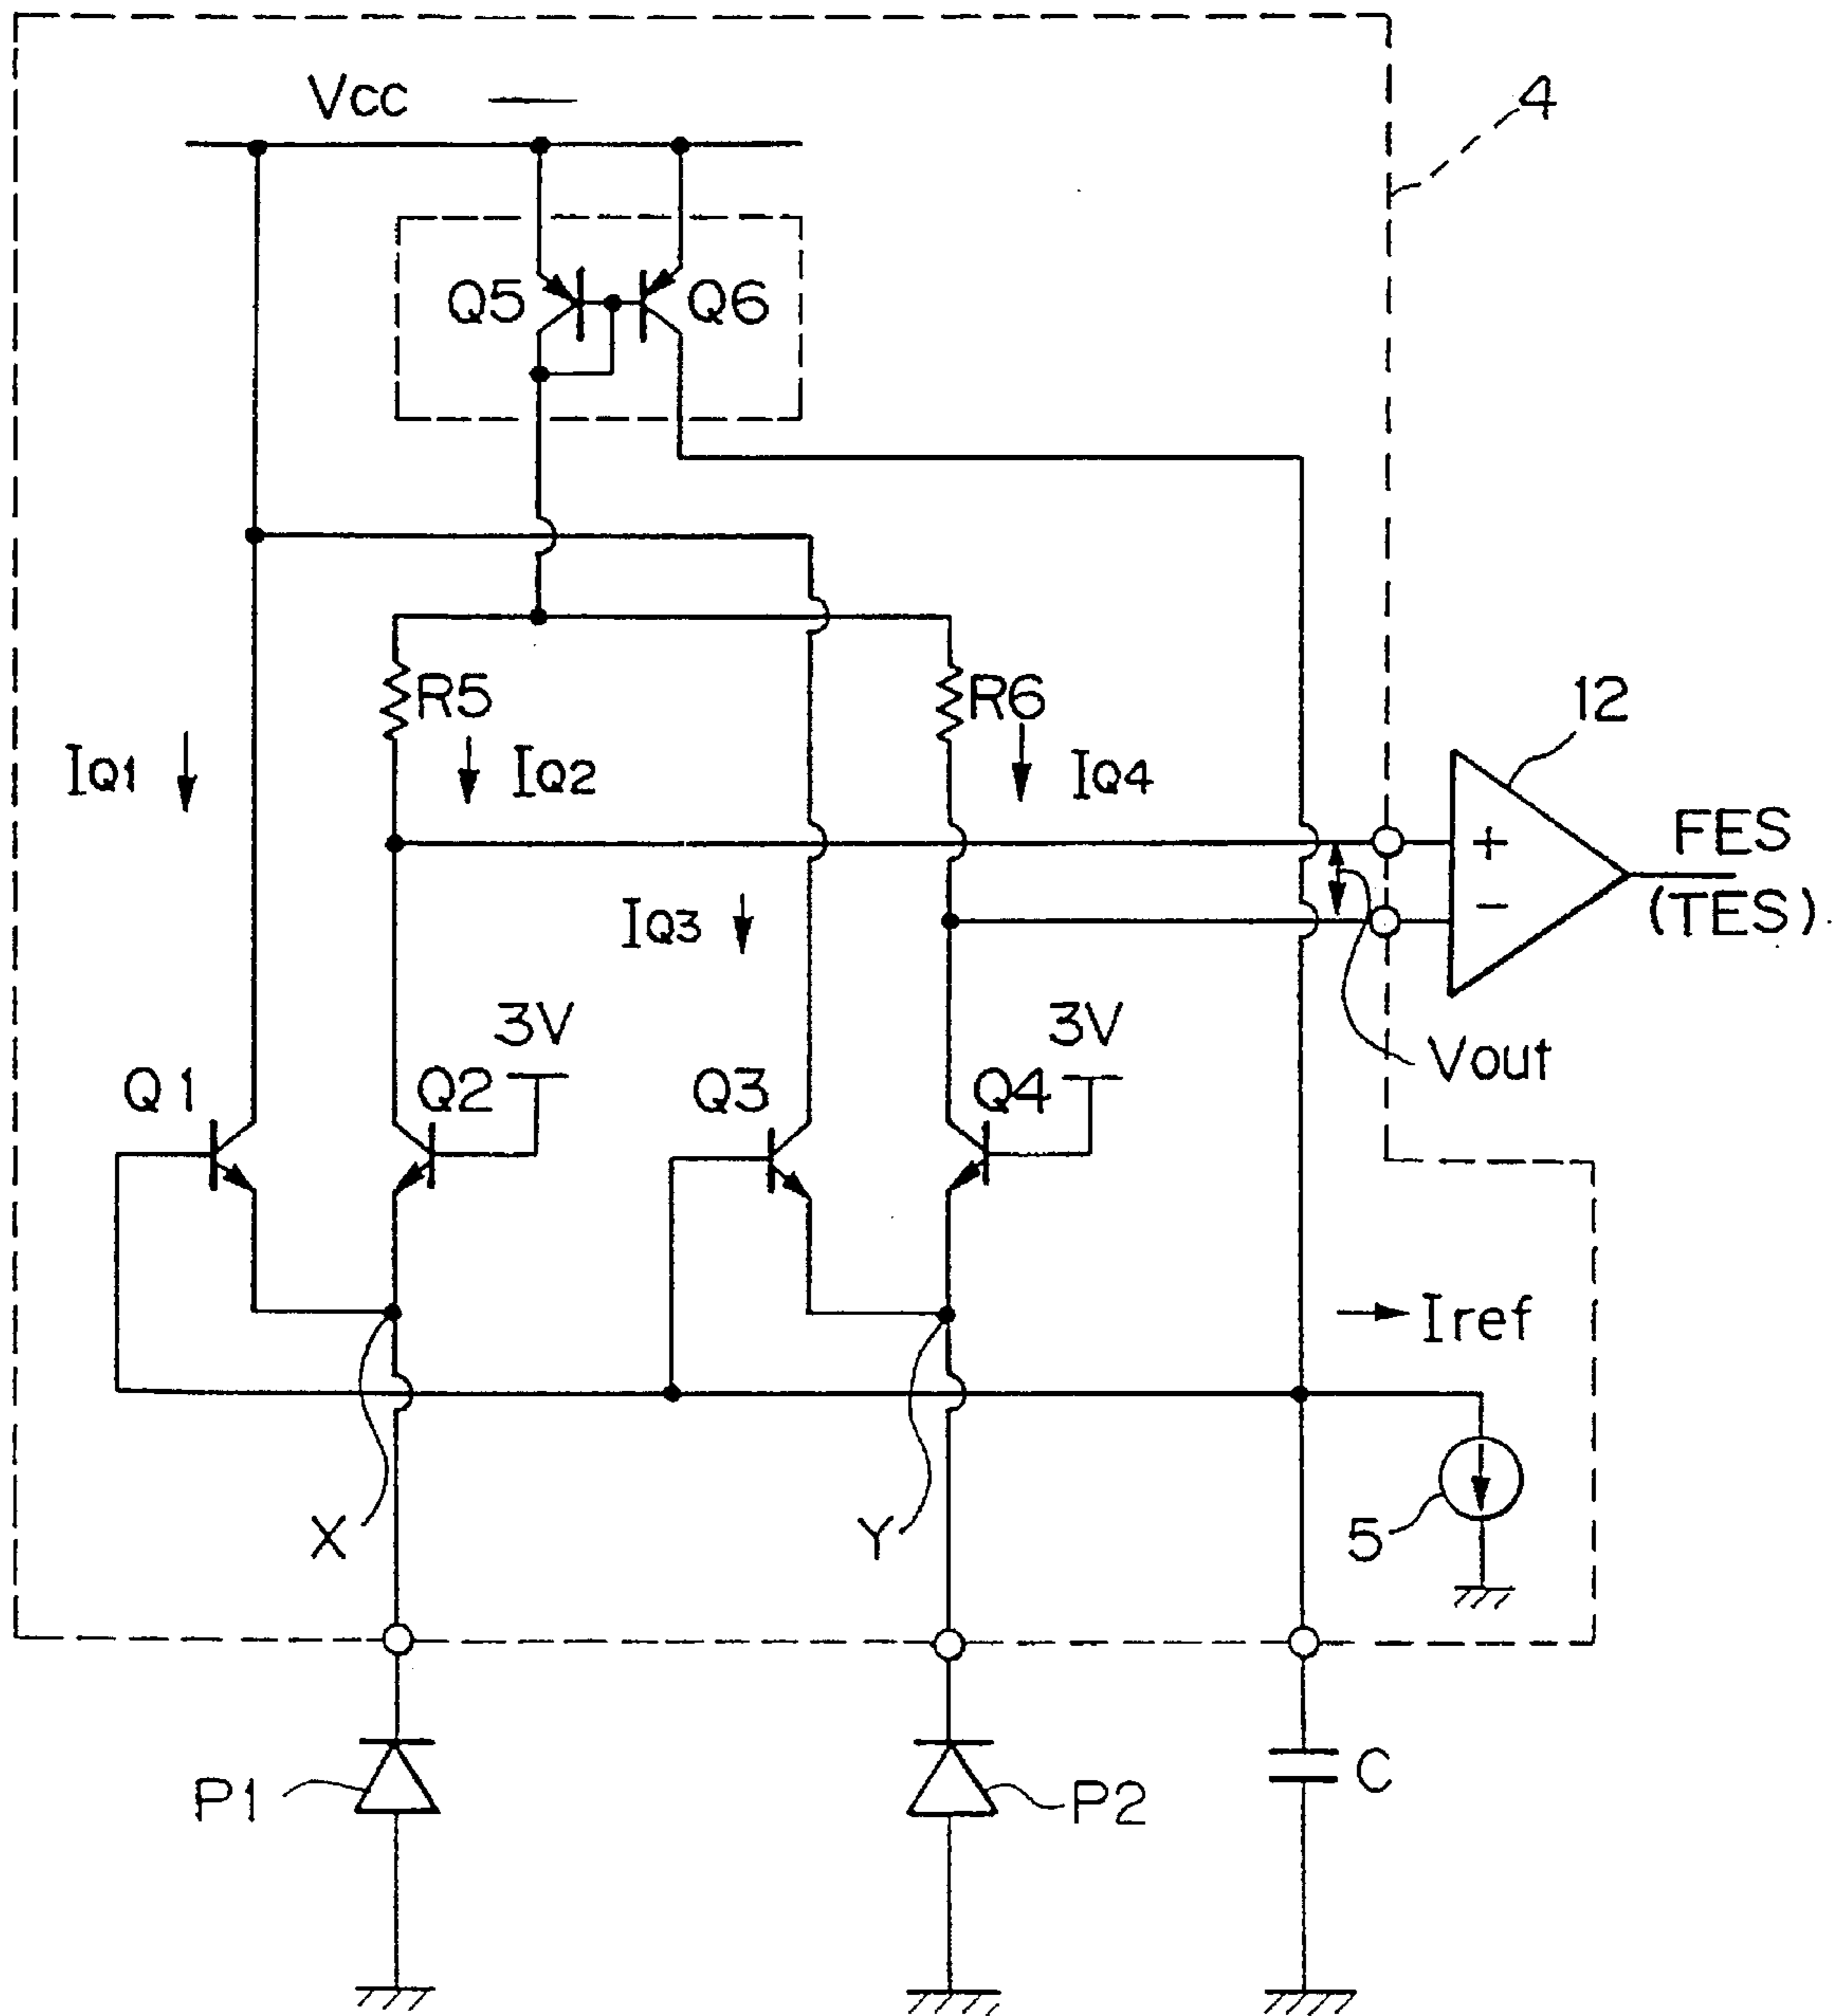 Vcc
4
Q5
Q6
R5
R6
12
IQ1
IQ2
IQ4
+
FES
IQ3
−
(TES)
3V
3V
Vout
Q1
Q2
Q3
Q4
Iref
X
Y
5
P1
P2
C